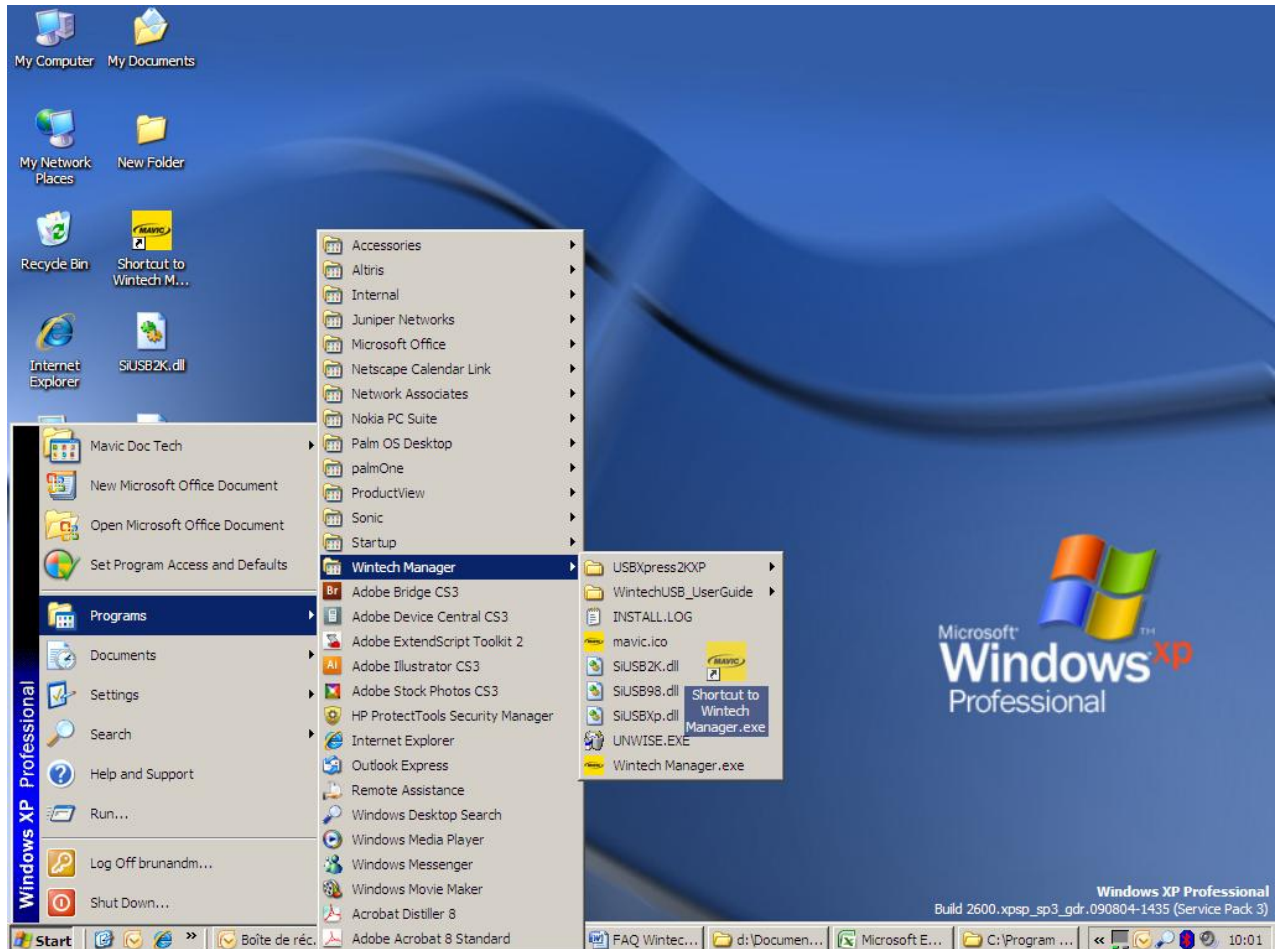 My Computer
My Documents
My Network
Places
New Folder
Recycle Bin
MAVIC
Shortcut to
Wintech M...
Internet
Explorer
SiUSB2K.dll
Mavic Doc Tech
New Microsoft Office Document
Open Microsoft Office Document
Set Program Access and Defaults
Programs
Documents
Settings
Search
Help and Support
Run...
Log Off brunandm...
Shut Down...
Windows XP Professional
Accessories
Altiris
Internal
Juniper Networks
Microsoft Office
Netscape Calendar Link
Network Associates
Nokia PC Suite
Palm OS Desktop
palmOne
ProductView
Sonic
Startup
Wintech Manager
Br Adobe Bridge CS3
Adobe Device Central CS3
Adobe ExtendScript Toolkit 2
Ai Adobe Illustrator CS3
Adobe Stock Photos CS3
HP ProtectTools Security Manager
Internet Explorer
Outlook Express
Remote Assistance
Windows Desktop Search
Windows Media Player
Windows Messenger
Windows Movie Maker
Acrobat Distiller 8
Adobe Acrobat 8 Standard
USBXpress2KXP
WintechUSB_UserGuide
INSTALL.LOG
mavic.ico
SiUSB2K.dll
SiUSB98.dll
SiUSBXp.dll
UNWISE.EXE
Wintech Manager.exe
MAVIC
Shortcut to
Wintech
Manager.exe
Microsoft
Windows xp
Professional
TM
Windows XP Professional
Build 2600.xpsp_sp3_gdr.090804-1435 (Service Pack 3)
Start
»
Boîte de réc.
FAQ Wintec...
d:\Documen...
Microsoft E...
C:\Program ...
«
10:01